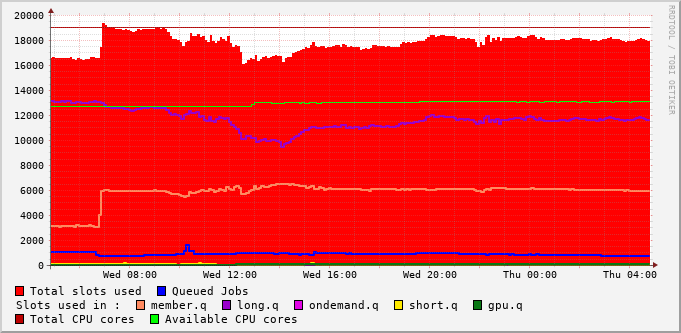 20000
18000
16000
14000
12000
10000
8000
6000
4000
2000
0
Wed 08:00 Wed 12:00 Wed 16:00 Wed 20:00 Thu 00:00 Thu 04:00
Total slots used Queued Jobs
Slots used in : member.q long.q ondemand.q short.q gpu.q
Total CPU cores Available CPU cores
RRDTOOL / TOBI OETIKER